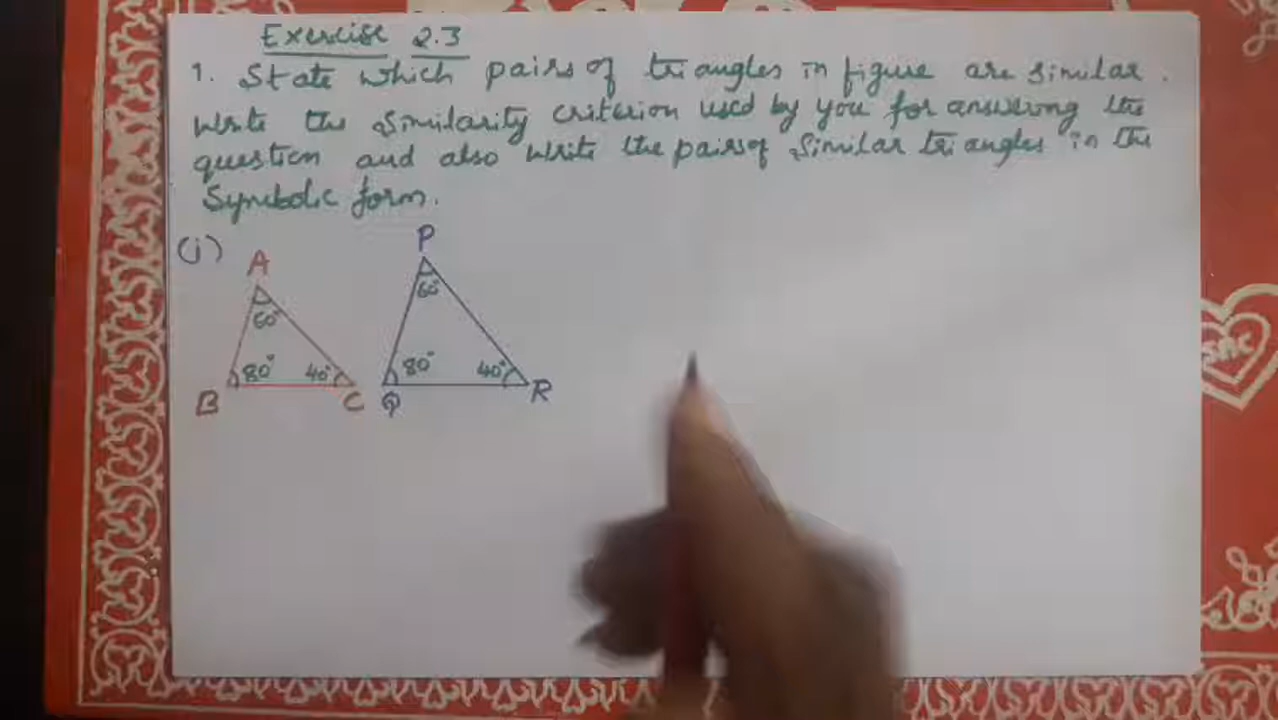 Exercise 2.3
1. State which pairs of triangles in figure are similar.
Write the similarity criterion used by you for answering the
question and also write the pairs of similar triangles in the
Symbolic form.
(i)
A
P
60°
60°
80°
40°
80°
40°
B
C
Q
R